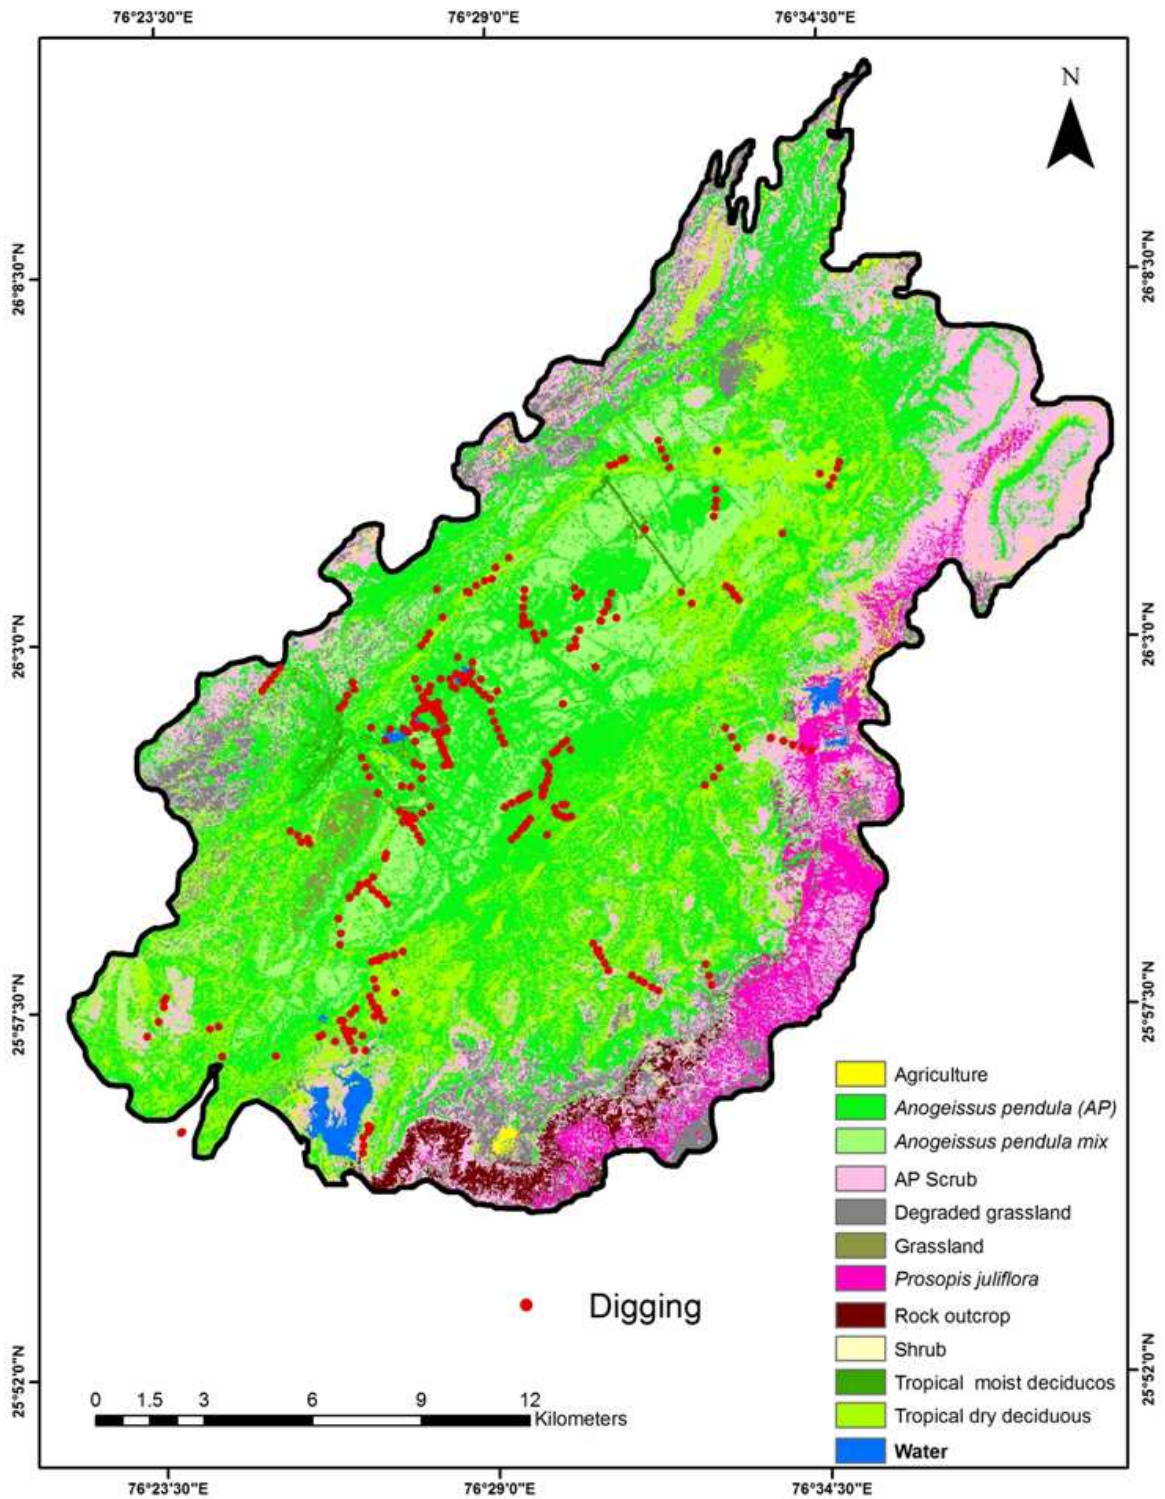 76°23'30"E 76°29'0"E 76°34'30"E
N
26°8'30"N 26°8'30"N
26°3'0"N 26°3'0"N
25°57'30"N 25°57'30"N
Agriculture
Anogeissus pendula (AP)
Anogeissus pendula mix
AP Scrub
Degraded grassland
Grassland
Prosopis juliflora
Digging
Rock outcrop
Shrub
25°52'0"N 25°52'0"N
Tropical moist deciducos
0 1.5 3 6 9 12
Kilometers
Tropical dry deciduous
Water
76°23'30"E 76°29'0"E 76°34'30"E